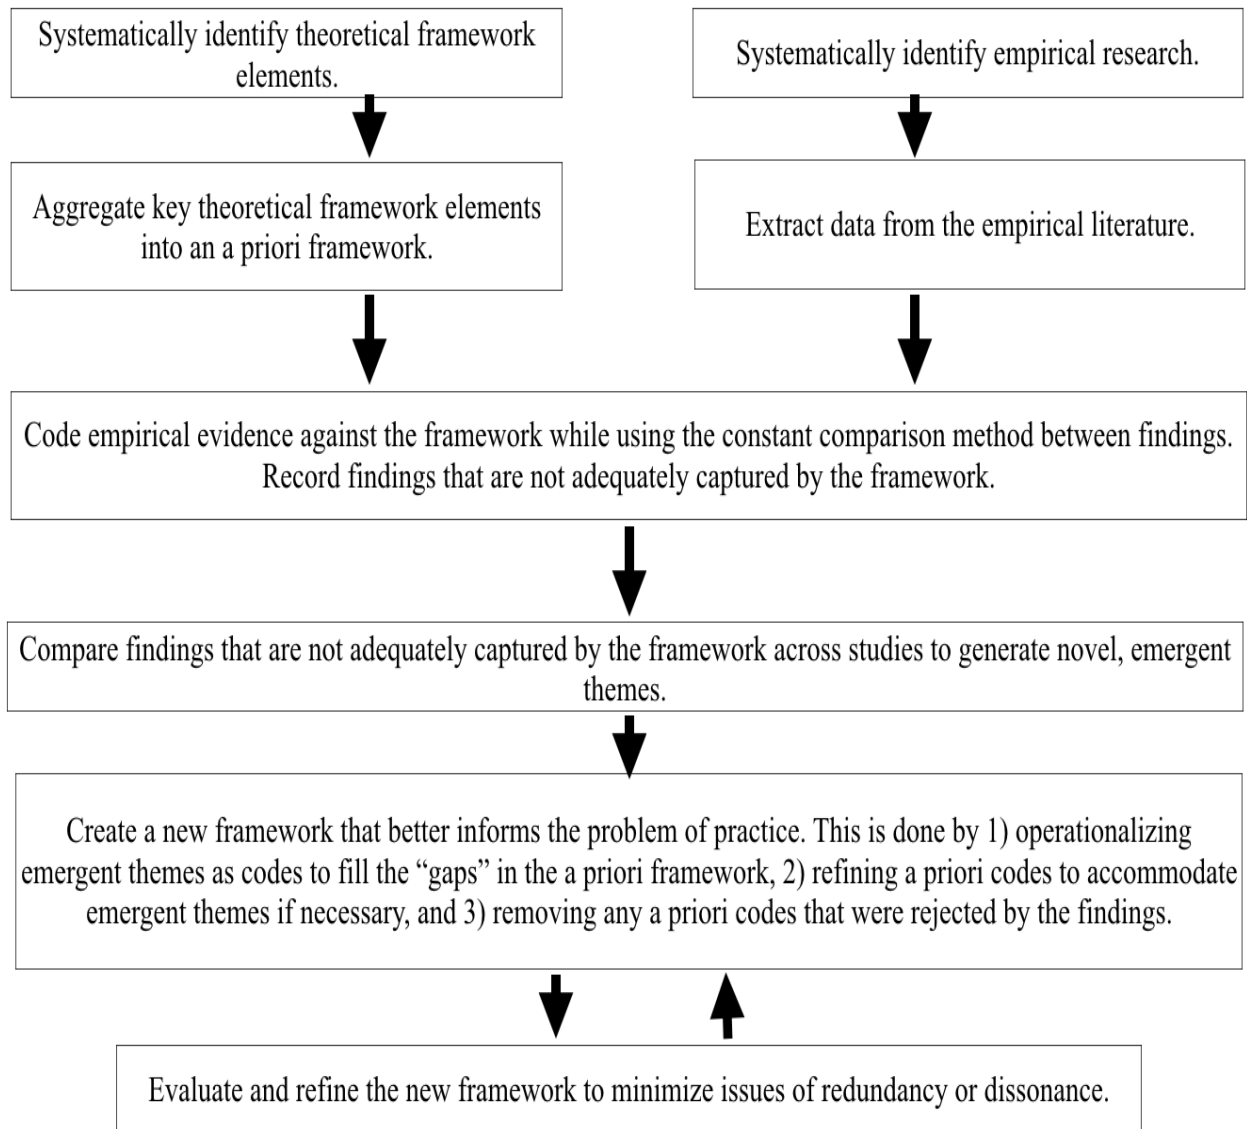 Systematically identify theoretical framework
elements.
Systematically identify empirical research.
Aggregate key theoretical framework elements
into an a priori framework.
Extract data from the empirical literature.
Code empirical evidence against the framework while using the constant comparison method between findings.
Record findings that are not adequately captured by the framework.
Compare findings that are not adequately captured by the framework across studies to generate novel, emergent
themes.
Create a new framework that better informs the problem of practice. This is done by 1) operationalizing
emergent themes as codes to fill the “gaps” in the a priori framework, 2) refining a priori codes to accommodate
emergent themes if necessary, and 3) removing any a priori codes that were rejected by the findings.
Evaluate and refine the new framework to minimize issues of redundancy or dissonance.